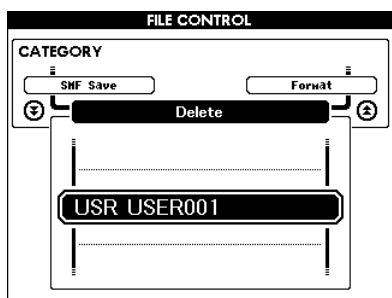 FILE CONTROL
CATEGORY
SMF Save
Format
Delete
USR USER001